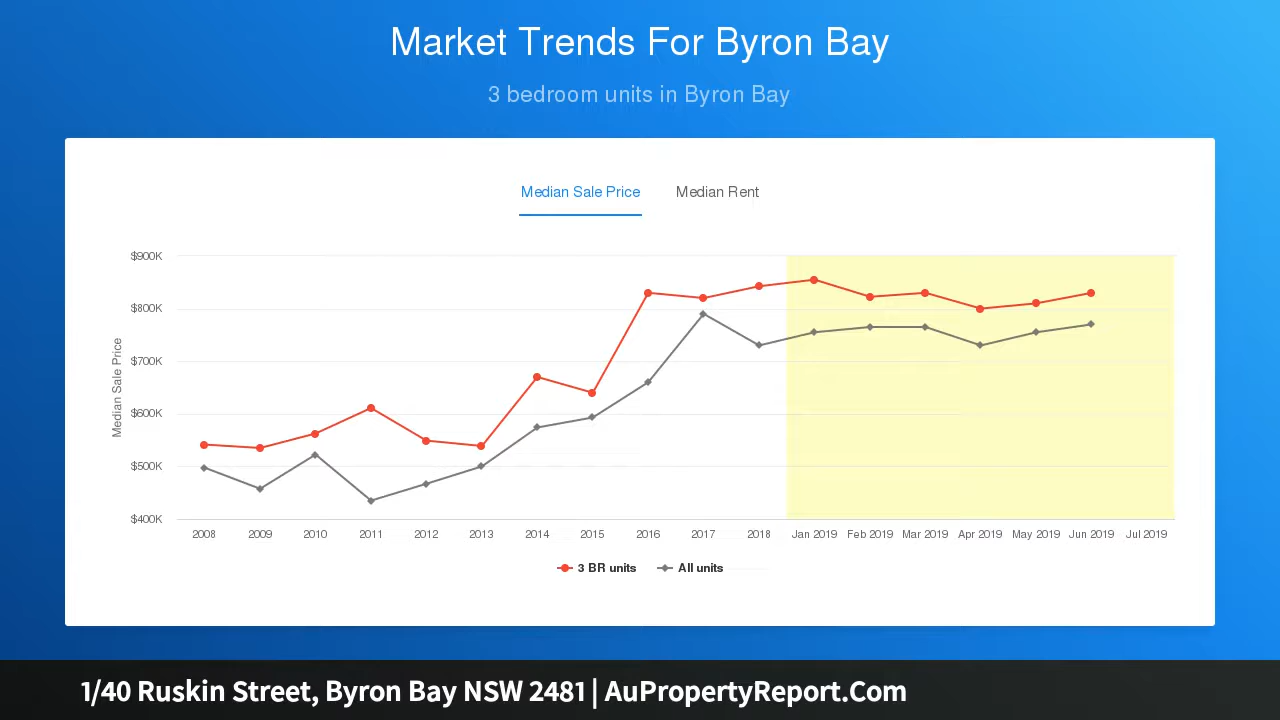 Market Trends For Byron Bay
3 bedroom units in Byron Bay
Median Sale Price Median Rent
$900K
$800K
$700K
$600K
$500K
$400K
Median Sale Price
2008 2009 2010 2011 2012 2013 2014 2015 2016 2017 2018 Jan 2019 Feb 2019 Mar 2019 Apr 2019 May 2019 Jun 2019 Jul 2019
3 BR units All units
1/40 Ruskin Street, Byron Bay NSW 2481 | AuPropertyReport.Com